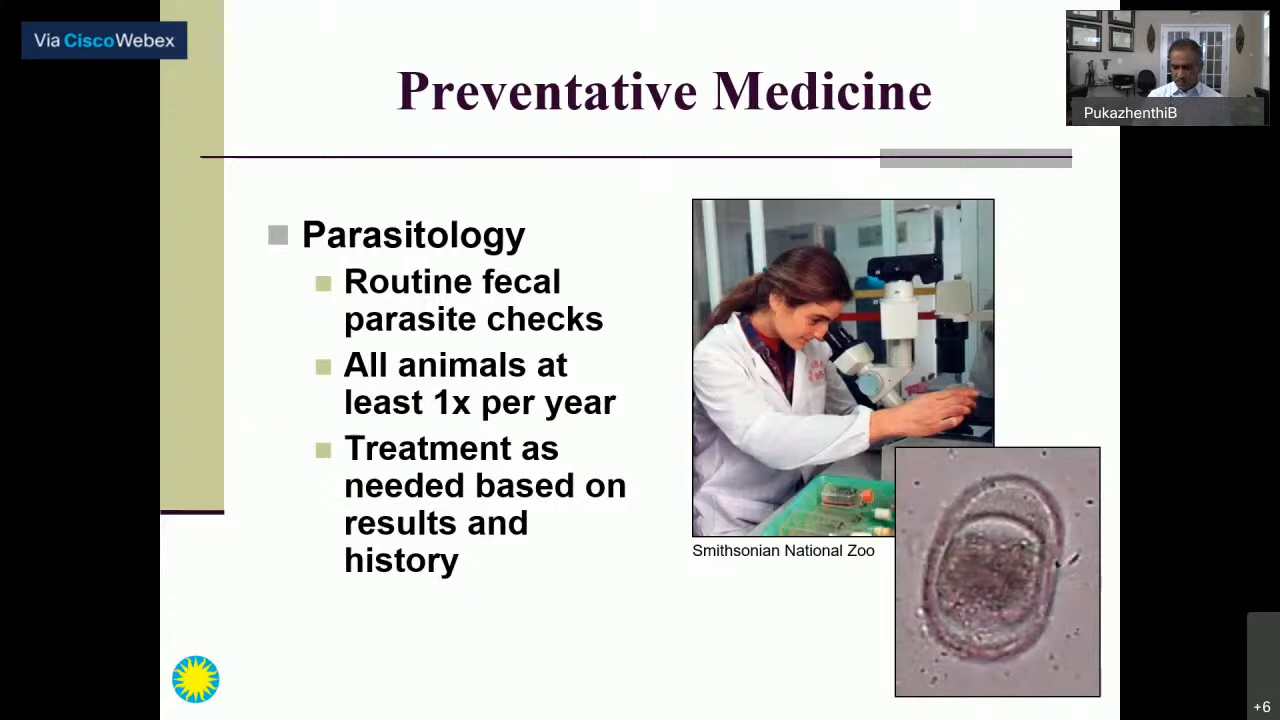 Via CiscoWebex
Preventative Medicine
PukazhenthiB
Parasitology
Routine fecal
parasite checks
All animals at
least 1x per year
Treatment as
needed based on
results and
history
Smithsonian National Zoo
+6